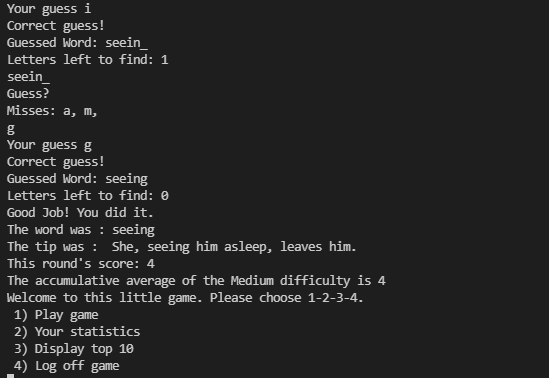 Your guess i
Correct guess!
Guessed Word: seein_
Letters left to find: 1
seein_
Guess?
Misses: a, m,
g
Your guess g
Correct guess!
Guessed Word: seeing
Letters left to find: 0
Good Job! You did it.
The word was : seeing
The tip was :  She, seeing him asleep, leaves him.
This round's score: 4
The accumulative average of the Medium difficulty is 4
Welcome to this little game. Please choose 1-2-3-4.
 1) Play game
 2) Your statistics
 3) Display top 10
 4) Log off game